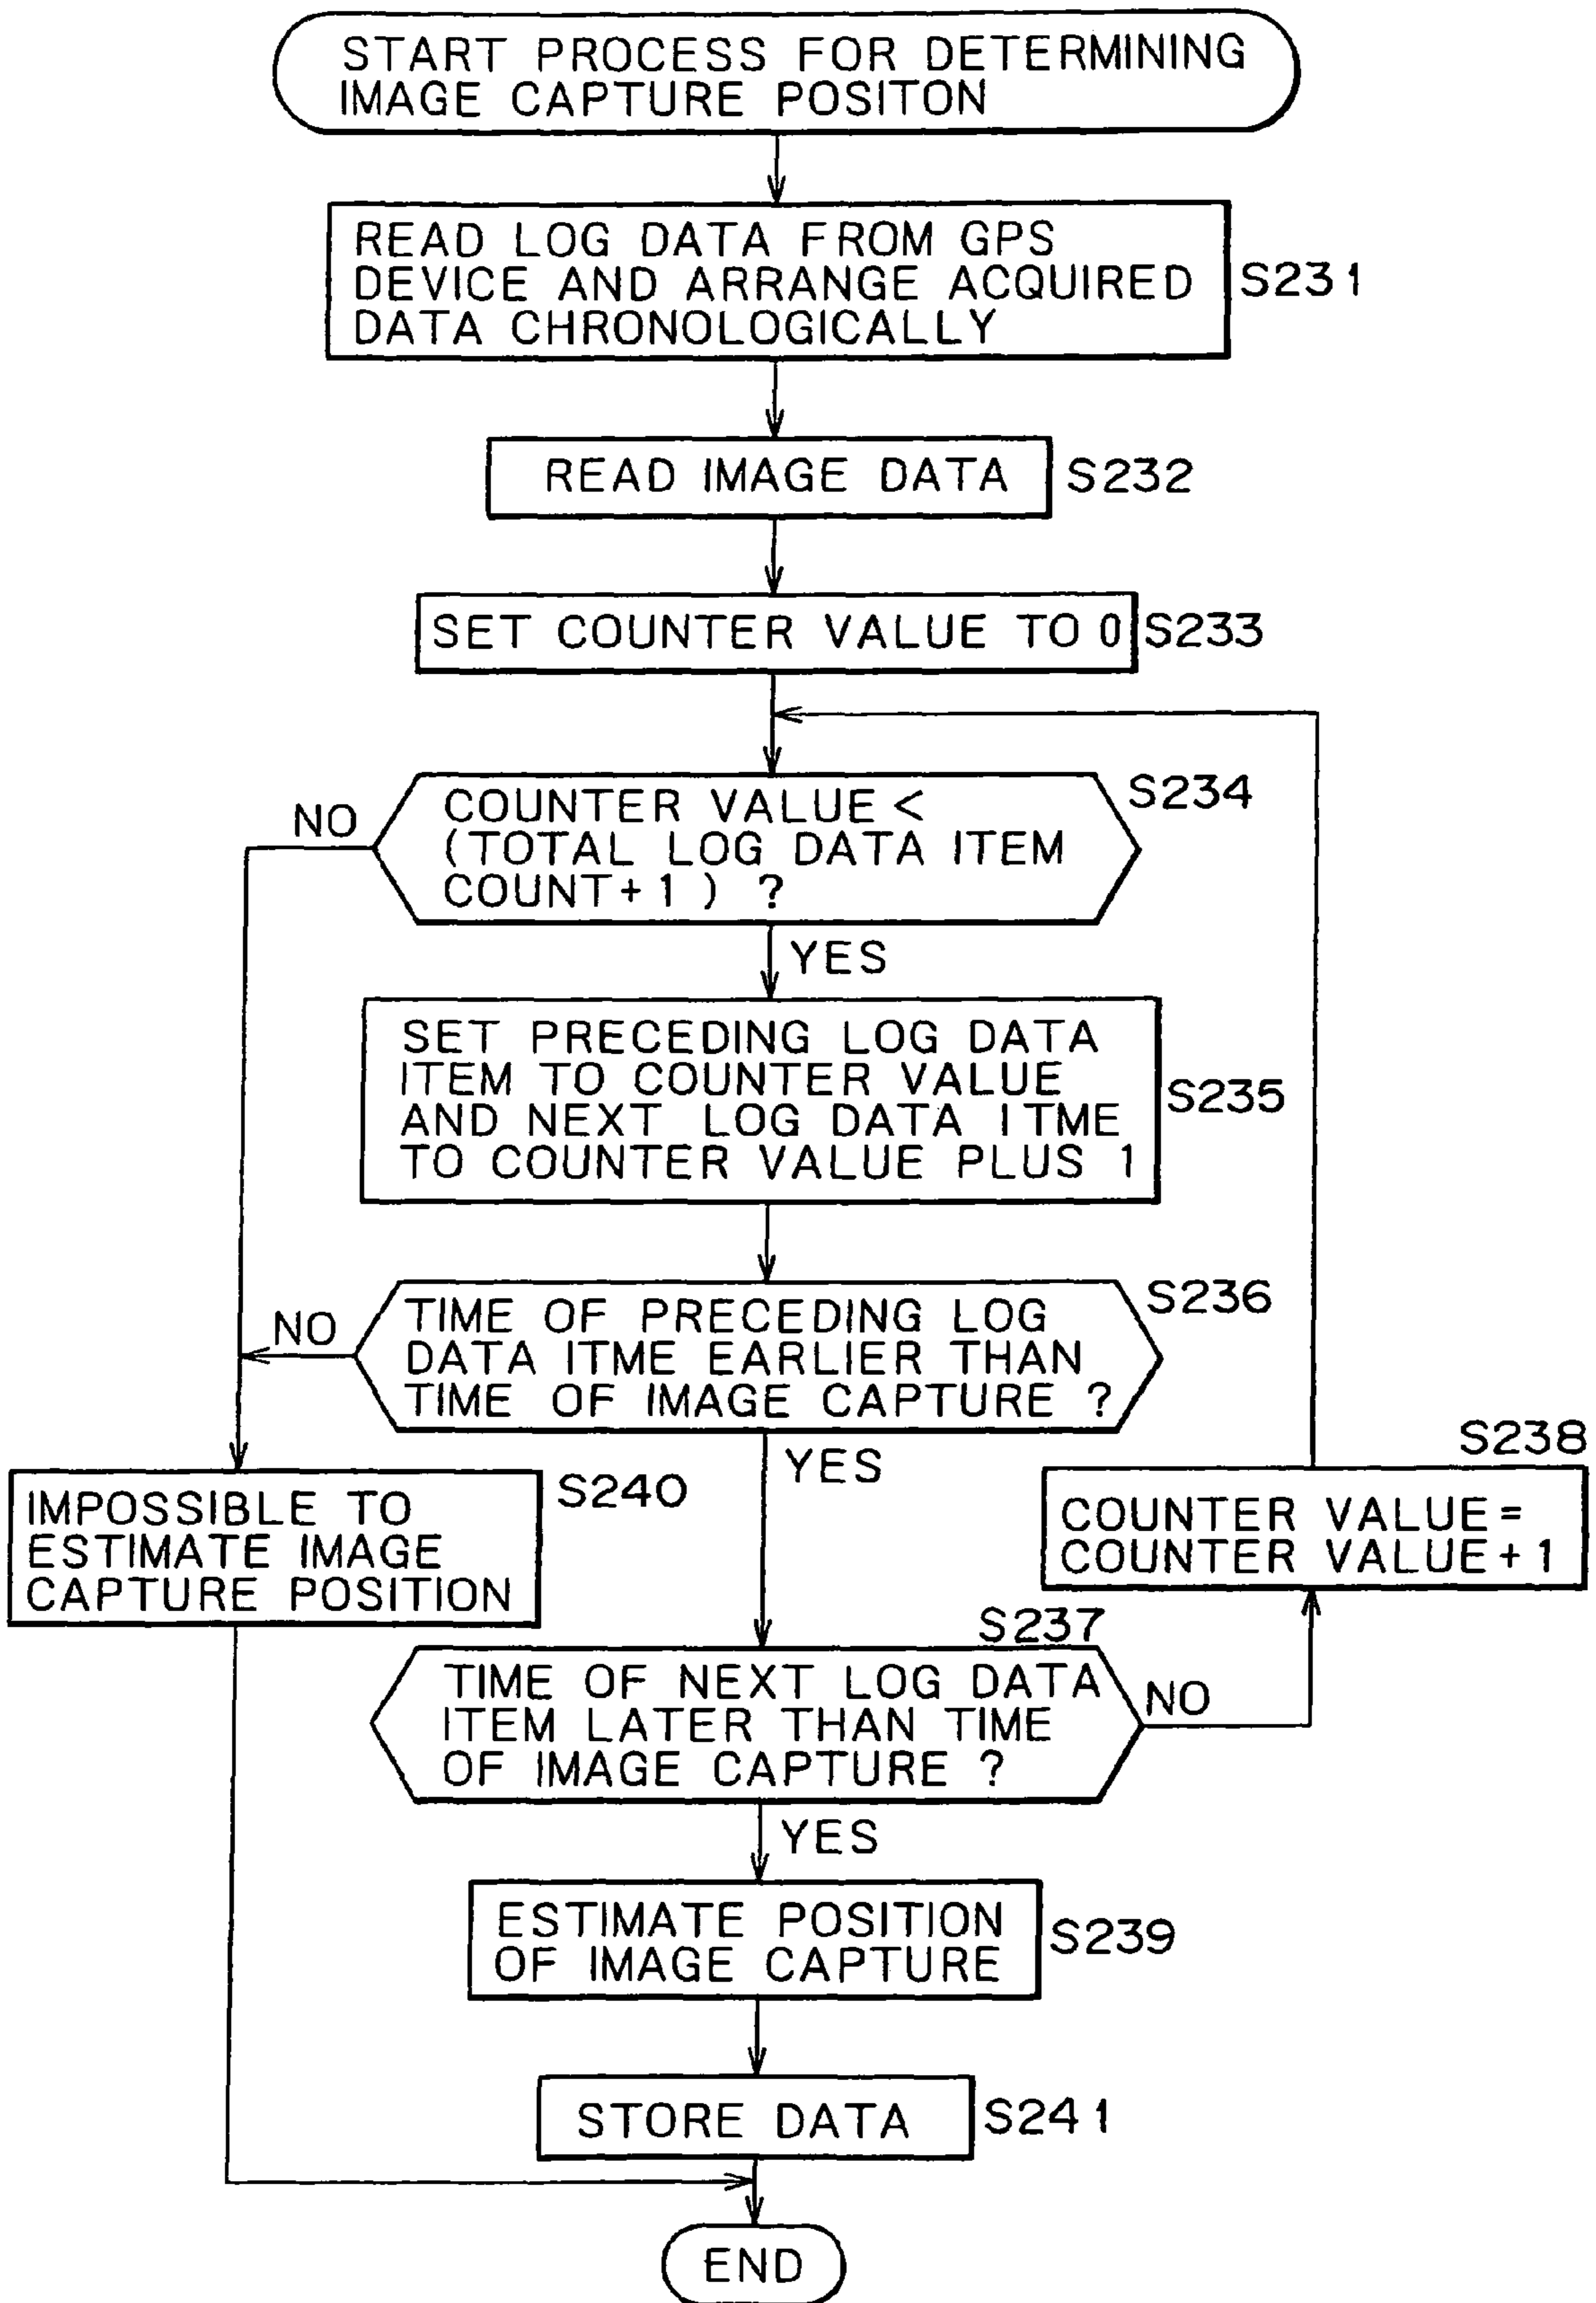 START PROCESS FOR DETERMINING
IMAGE CAPTURE POSITON
READ LOG DATA FROM GPS
DEVICE AND ARRANGE ACQUIRED
DATA CHRONOLOGICALLY
S231
READ IMAGE DATA
S232
SET COUNTER VALUE TO 0
S233
COUNTER VALUE <
(TOTAL LOG DATA ITEM
COUNT+1) ?
S234
NO
YES
SET PRECEDING LOG DATA
ITEM TO COUNTER VALUE
AND NEXT LOG DATA ITME
TO COUNTER VALUE PLUS 1
S235
TIME OF PRECEDING LOG
DATA ITME EARLIER THAN
TIME OF IMAGE CAPTURE ?
S236
NO
YES
IMPOSSIBLE TO
ESTIMATE IMAGE
CAPTURE POSITION
S240
S238
COUNTER VALUE=
COUNTER VALUE+1
S237
TIME OF NEXT LOG DATA
ITEM LATER THAN TIME
OF IMAGE CAPTURE ?
NO
YES
ESTIMATE POSITION
OF IMAGE CAPTURE
S239
STORE DATA
S241
END